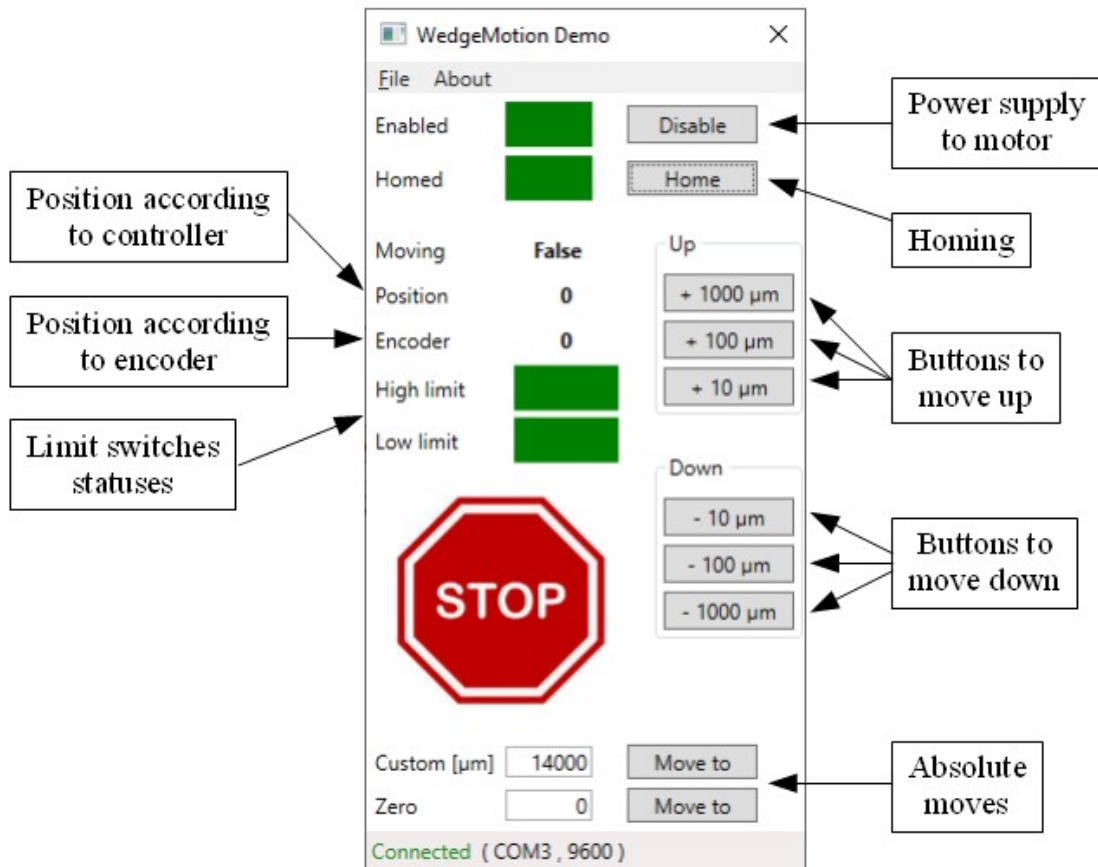 WedgeMotion Demo
File About
Enabled
Disable
Power supply
to motor
Homed
Home
Homing
Position according
to controller
Moving
False
Up
Position
0
+ 1000 µm
Position according
to encoder
Encoder
0
+ 100 µm
Buttons to
move up
High limit
+ 10 µm
Limit switches
statuses
Low limit
Down
- 10 µm
- 100 µm
- 1000 µm
Buttons to
move down
STOP
Custom [µm]
14000
Move to
Absolute
moves
Zero
0
Move to
Connected ( COM3 , 9600 )